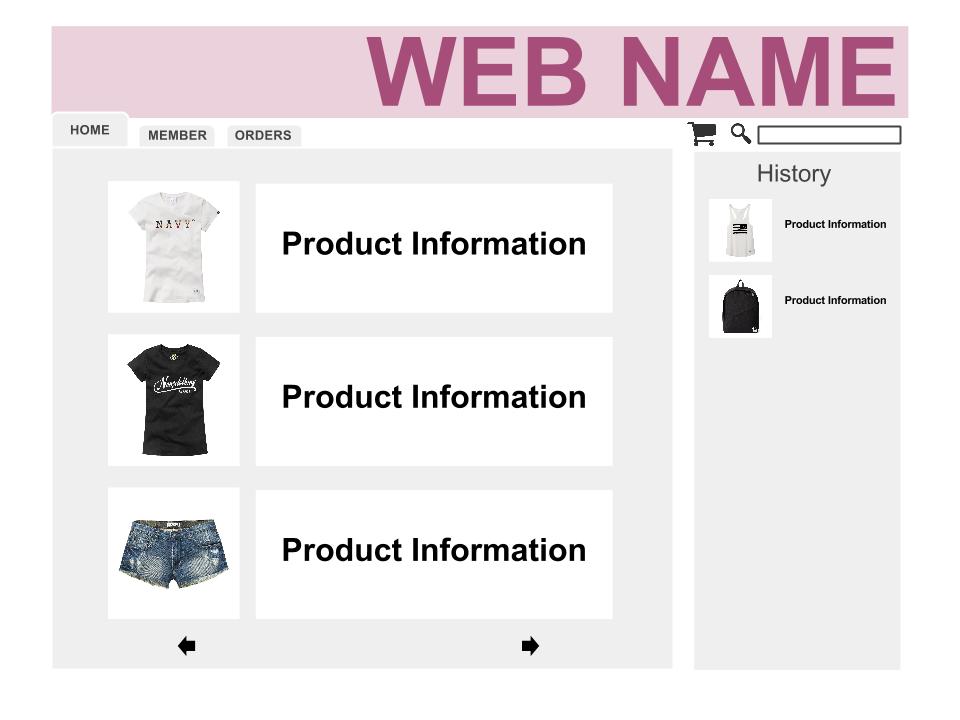 WEB NAME
HOME
MEMBER
ORDERS
History
NAVY
Product Information
Product Information
Product Information
Product Information
Product Information